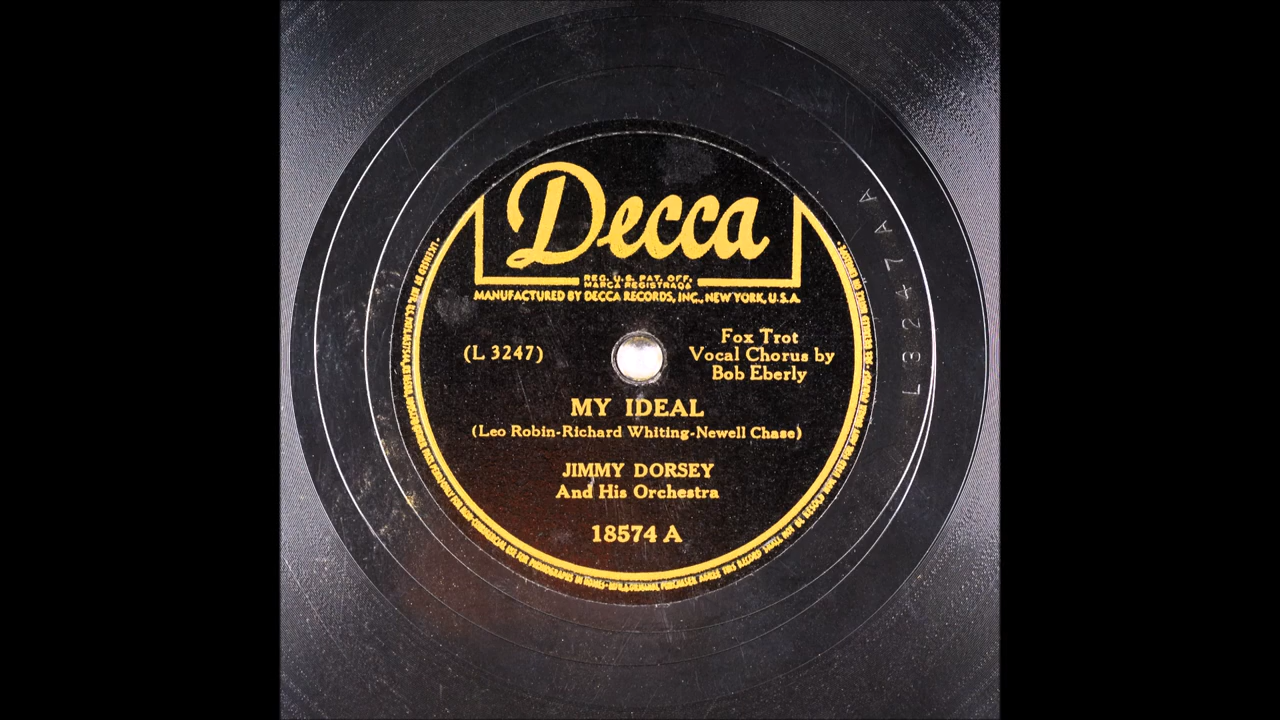 Decca
REG. U.S. PAT. OFF.
MARCA REGISTRADA
MANUFACTURED BY DECCA RECORDS, INC., NEW YORK, U.S.A.
(L 3247)
Fox Trot
Vocal Chorus by
Bob Eberly
MY IDEAL
(Leo Robin-Richard Whiting-Newell Chase)
JIMMY DORSEY
And His Orchestra
18574 A
L 3247 A A